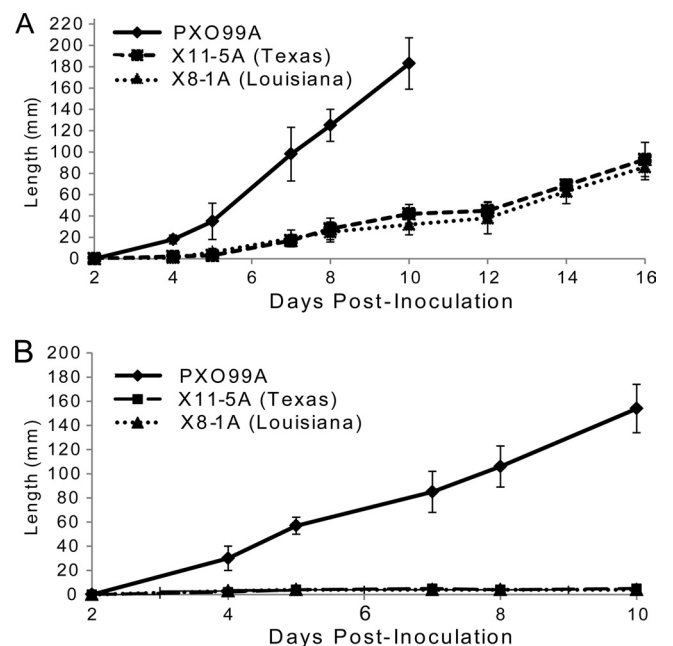 A
220
200
180
160
140
120
100
80
60
40
20
0
Length (mm)
PXO99A
X11-5A (Texas)
X8-1A (Louisiana)
2 4 6 8 10 12 14 16
Days Post-Inoculation
B
200
180
160
140
120
100
80
60
40
20
0
Length (mm)
PXO99A
X11-5A (Texas)
X8-1A (Louisiana)
2 4 6 8 10
Days Post-Inoculation